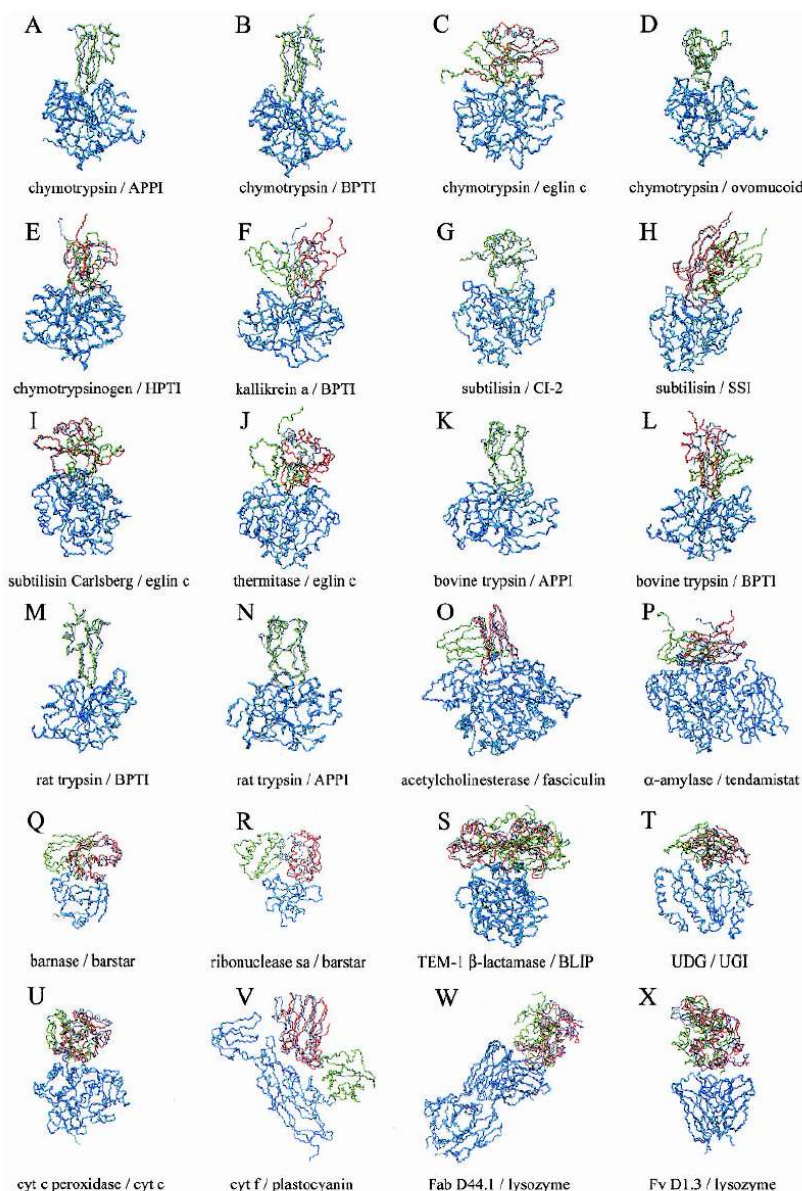 A B C D
chymotrypsin / APPI chymotrypsin / BPTI chymotrypsin / eglin c chymotrypsin / ovomucoid
E F G H
chymotrypsinogen / HPTI kallikrein a / BPTI subtilisin / CI-2 subtilisin / SSI
I J K L
subtilisin Carlsberg / eglin c thermitase / eglin c bovine trypsin / APPI bovine trypsin / BPTI
M N O P
rat trypsin / BPTI rat trypsin / APPI acetylcholinesterase / fasciculin α-amylase / tendamistat
Q R S T
barnase / barstar ribonuclease sa / barstar TEM-1 β-lactamase / BLIP UDG / UGI
U V W X
cyt c peroxidase / cyt c cyt f / plastocyanin Fab D44.1 / lysozyme Fv D1.3 / lysozyme